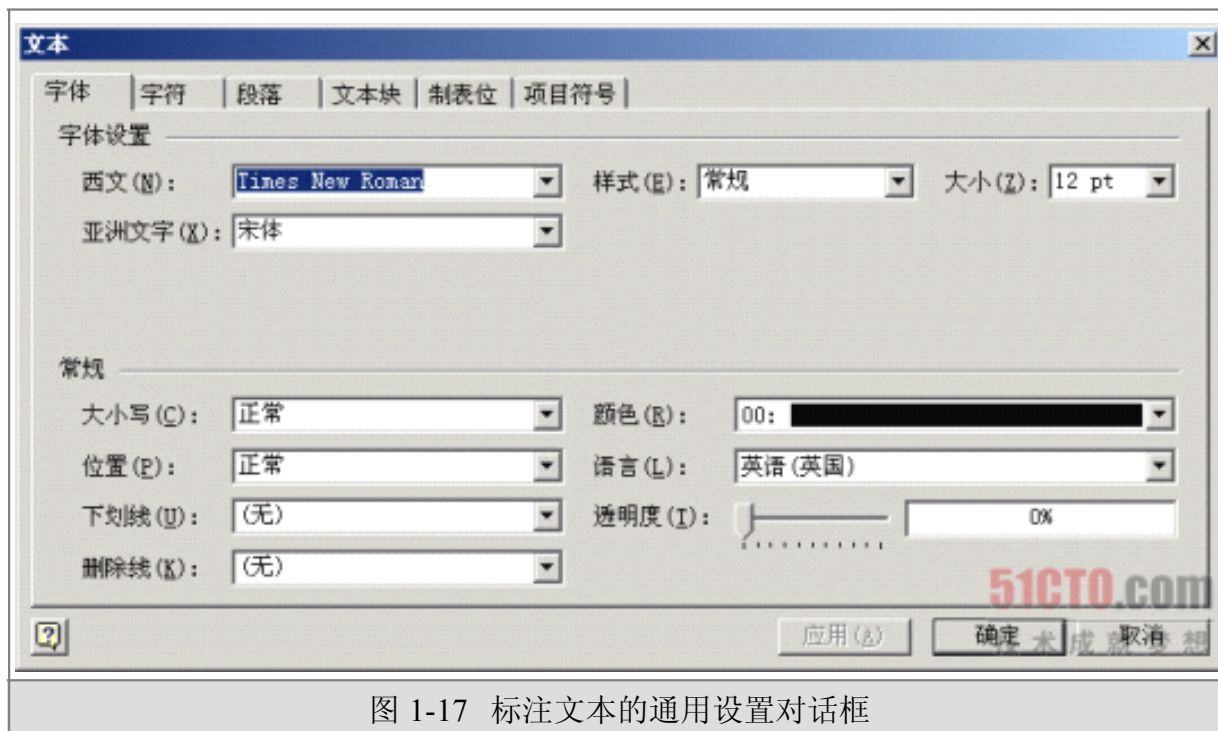 文本
字体 字符 段落 文本块 制表位 项目符号
字体设置
西文(N): Times New Roman 样式(E): 常规 大小(Z): 12 pt
亚洲文字(X): 宋体
常规
大小写(C): 正常 颜色(R): 00:
位置(P): 正常 语言(L): 英语(英国)
下划线(U): (无) 透明度(T): 0%
删除线(K): (无)
51CTO.com
应用(A) 确定 取消
技术成就梦想
图 1-17 标注文本的通用设置对话框